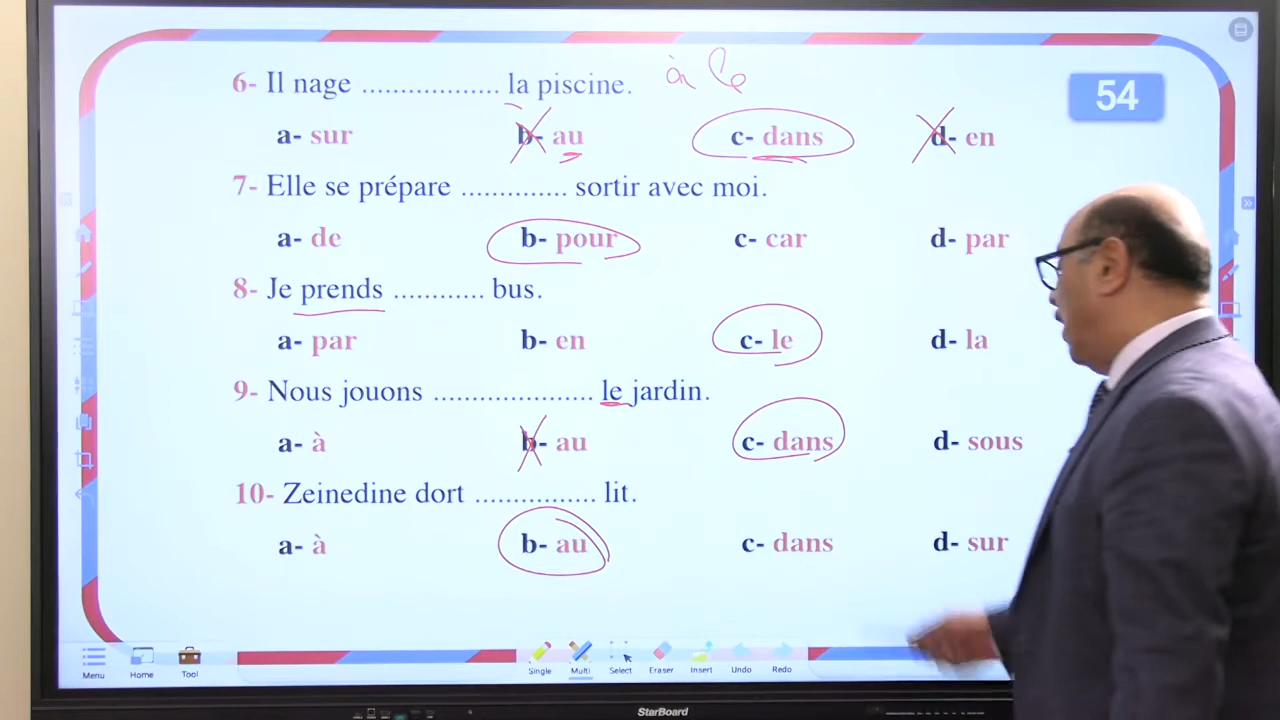 6- Il nage .................. la piscine. à le
54
a- sur b- au c- dans d- en
7- Elle se prépare .............. sortir avec moi.
a- de b- pour c- car d- par
8- Je prends ............ bus.
a- par b- en c- le d- la
9- Nous jouons ..................... le jardin.
a- à b- au c- dans d- sous
10- Zeinedine dort ................ lit.
a- à b- au c- dans d- sur
Menu Home Tool Single Multi Select Eraser Insert Undo Redo
StarBoard